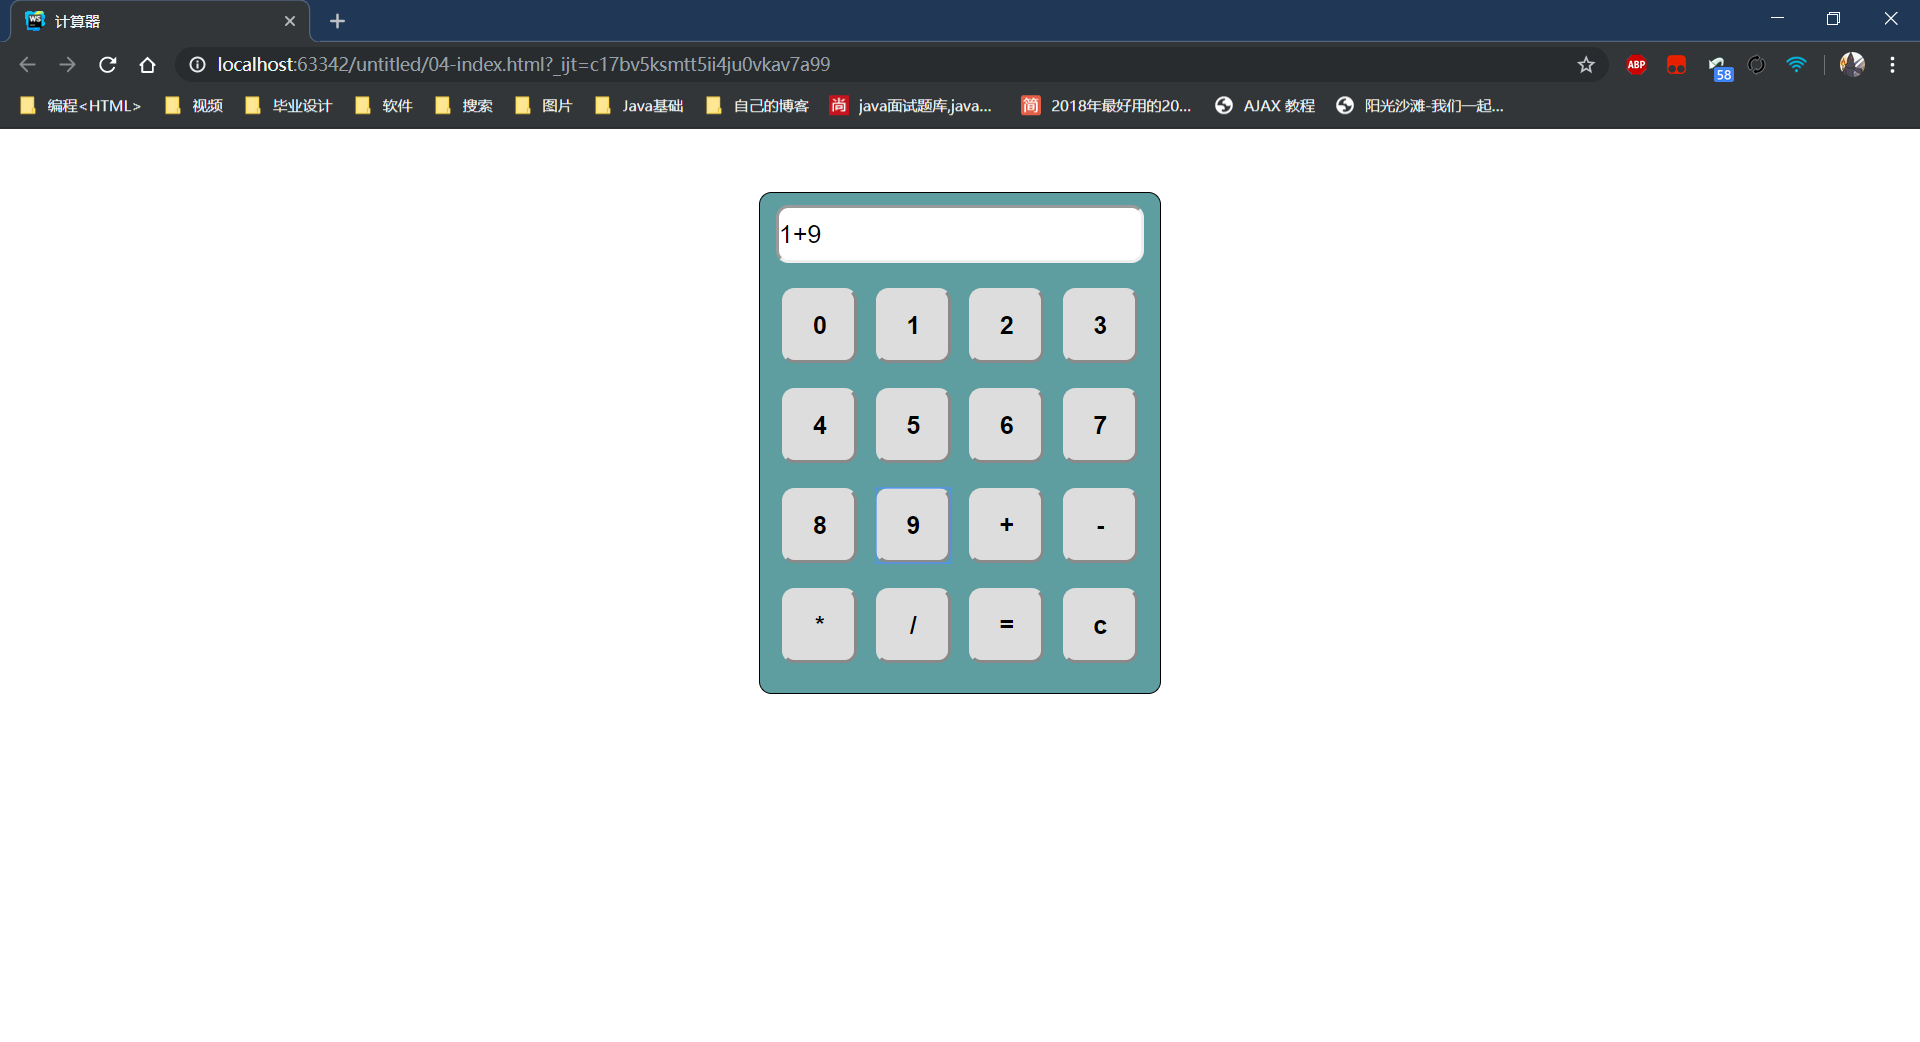 WS 计算器
localhost:63342/untitled/04-index.html?_ijt=c17bv5ksmtt5ii4ju0vkav7a99 ABP 58
编程<HTML> 视频 毕业设计 软件 搜索 图片 Java基础 自己的博客 尚 java面试题库,java... 简 2018年最好用的20... AJAX 教程 阳光沙滩-我们一起...
1+9
0 1 2 3
4 5 6 7
8 9 + -
* / = c